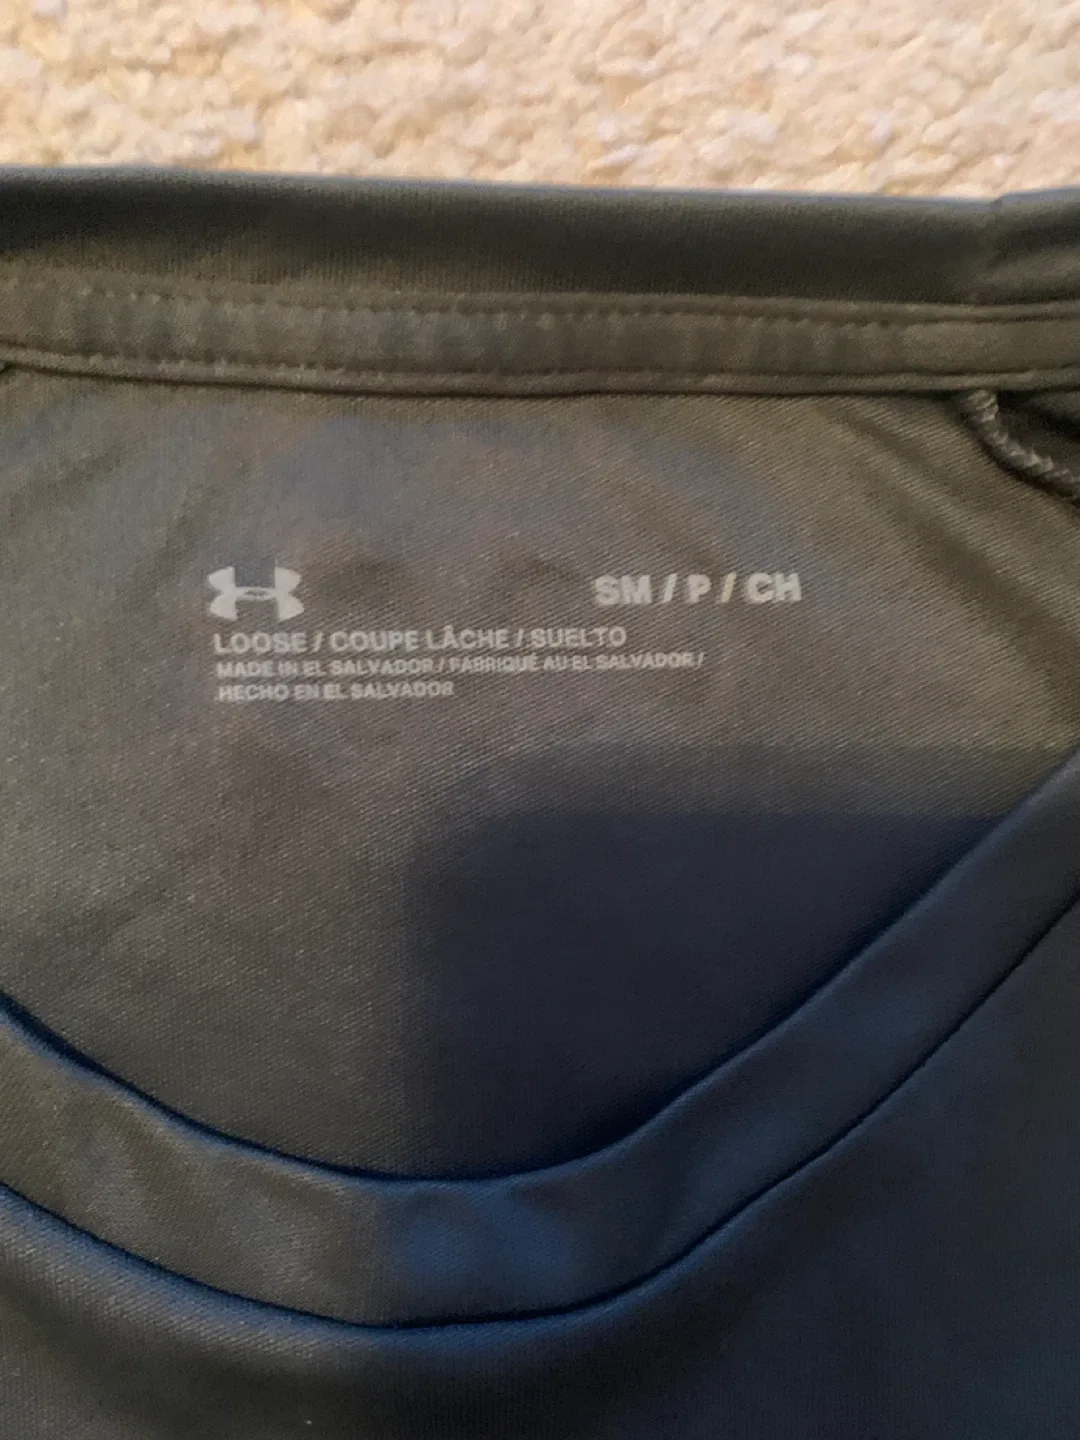 SM / P / CH
LOOSE / COUPE LÂCHE / SUELTO
MADE IN EL SALVADOR / FABRIQUÉ AU EL SALVADOR /
HECHO EN EL SALVADOR